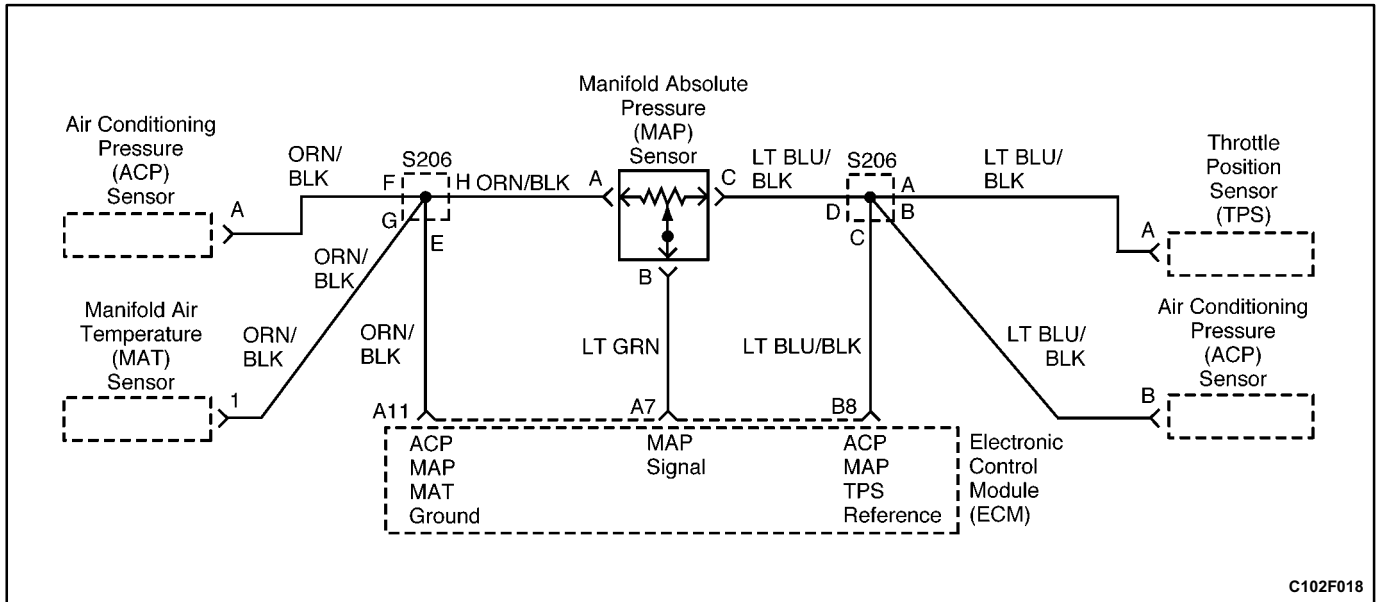 Manifold Absolute
Pressure
(MAP)
Sensor
Air Conditioning
Pressure
(ACP)
Sensor
A
ORN/
BLK
F
S206
H
G
E
ORN/BLK
A
C
B
LT BLU/
BLK
S206
D
A
B
C
LT BLU/
BLK
Throttle
Position
Sensor
(TPS)
A
Manifold Air
Temperature
(MAT)
Sensor
1
ORN/
BLK
ORN/
BLK
ORN/
BLK
LT GRN
LT BLU/BLK
LT BLU/
BLK
Air Conditioning
Pressure
(ACP)
Sensor
B
A11
A7
B8
ACP
MAP
MAT
Ground
MAP
Signal
ACP
MAP
TPS
Reference
Electronic
Control
Module
(ECM)
C102F018